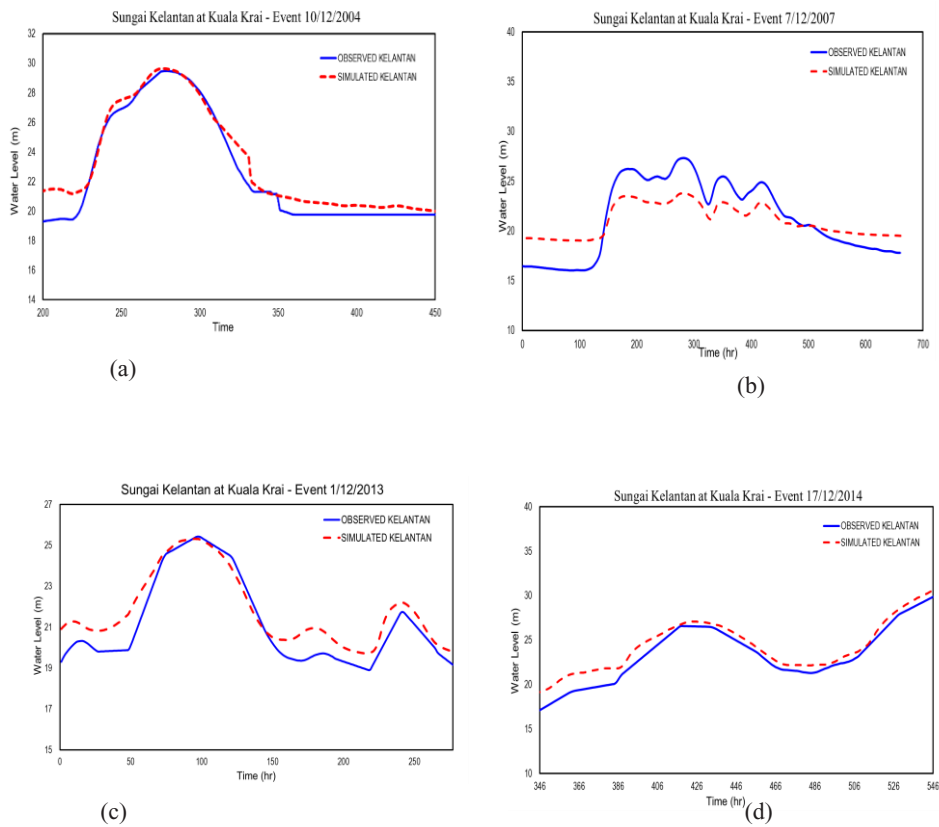 Sungai Kelantan at Kuala Krai - Event 10/12/2004
32
30
28
26
24
22
20
18
16
14
Water Level (m)
OBSERVED KELANTAN
SIMULATED KELANTAN
200 250 300 350 400 450
Time
(a)
Sungai Kelantan at Kuala Krai - Event 7/12/2007
40
35
30
25
20
15
10
Water Level (m)
OBSERVED KELANTAN
SIMULATED KELANTAN
0 100 200 300 400 500 600 700
Time (hr)
(b)
Sungai Kelantan at Kuala Krai - Event 1/12/2013
27
25
23
21
19
17
15
Water Level (m)
OBSERVED KELANTAN
SIMULATED KELANTAN
0 50 100 150 200 250
Time (hr)
(c)
Sungai Kelantan at Kuala Krai - Event 17/12/2014
40
35
30
25
20
15
10
Water Level (m)
OBSERVED KELANTAN
SIMULATED KELANTAN
346 366 386 406 426 446 466 486 506 526 546
Time (hr)
(d)